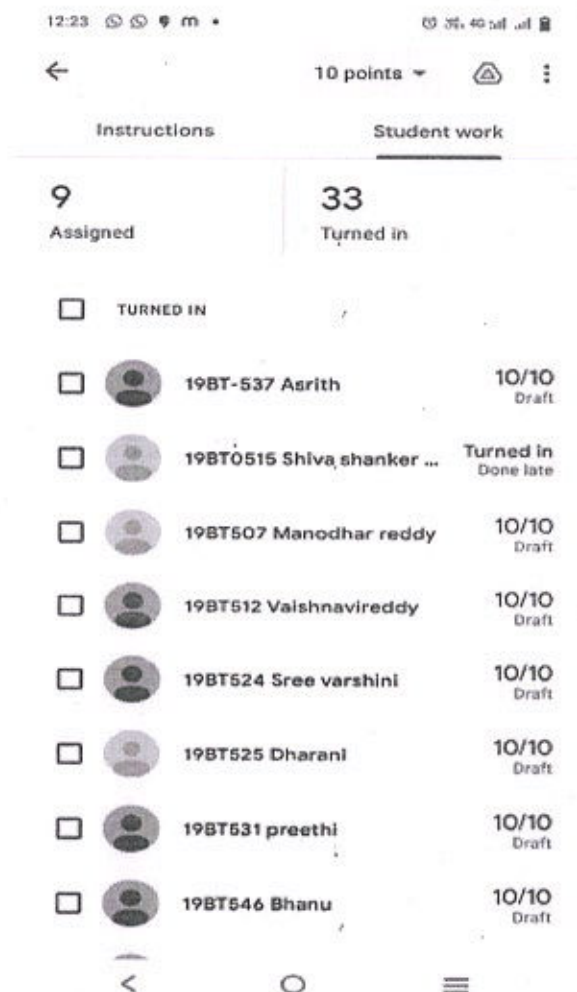 12:23
4G
10 points
Instructions
Student work
9
33
Assigned
Turned in
TURNED IN
19BT-537 Asrith
10/10
Draft
19BT0515 Shiva shanker ...
Turned in
Done late
19BT507 Manodhar reddy
10/10
Draft
19BT512 Vaishnavireddy
10/10
Draft
19BT524 Sree varshini
10/10
Draft
19BT525 Dharani
10/10
Draft
19BT531 preethi
10/10
Draft
19BT546 Bhanu
10/10
Draft